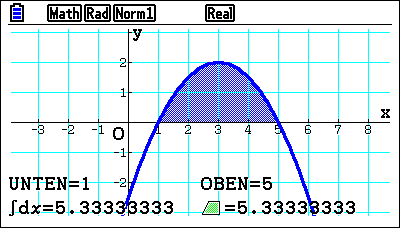 Math Rad Norm1 Real
y
2
1
x
-3 -2 -1 O 1 2 3 4 5 6 7 8
-1
-2
UNTEN=1 OBEN=5
-3
∫dx=5.33333333 =5.33333333